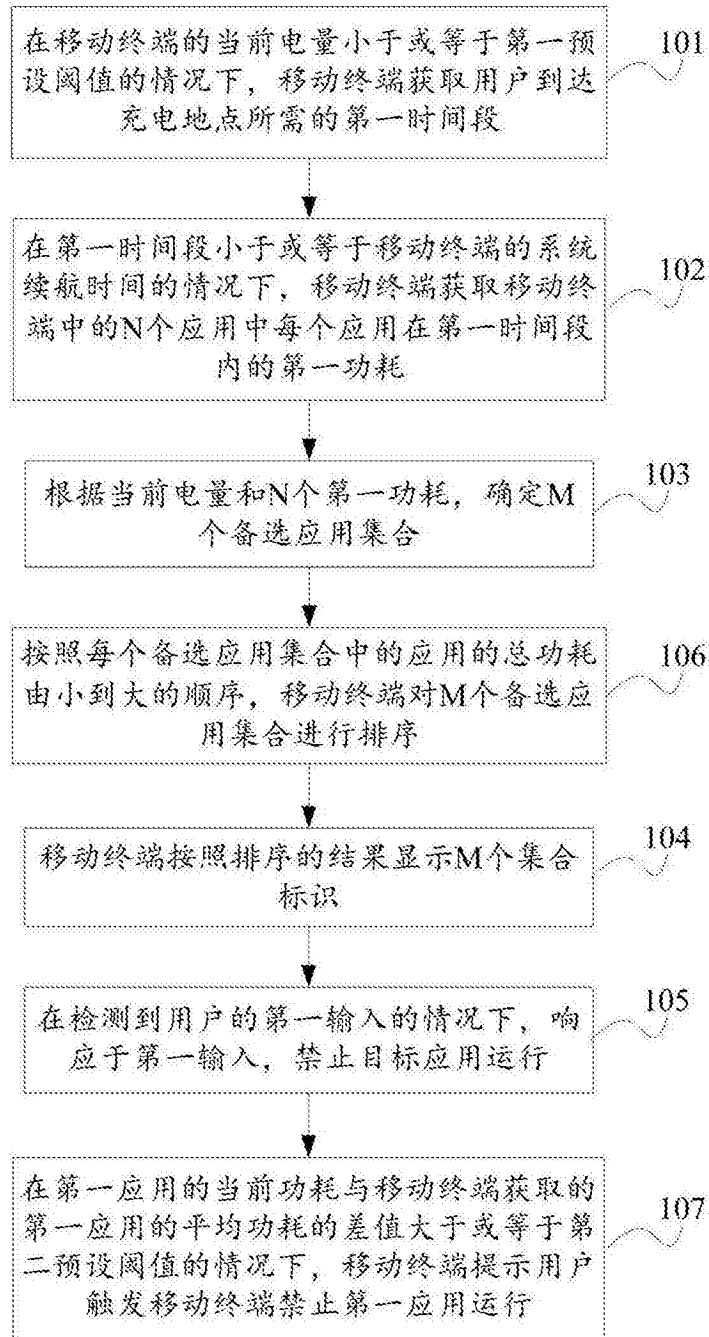 在移动终端的当前电量小于或等于第一预
设阈值的情况下，移动终端获取用户到达
充电地点所需的第一时间段
101
在第一时间段小于或等于移动终端的系统
续航时间的情况下，移动终端获取移动终
端中的N个应用中每个应用在第一时间段
内的第一功耗
102
根据当前电量和N个第一功耗，确定M
个备选应用集合
103
按照每个备选应用集合中的应用的总功耗
由小到大的顺序，移动终端对M个备选应
用集合进行排序
106
移动终端按照排序的结果显示M个集合
标识
104
在检测到用户的第一输入的情况下，响
应于第一输入，禁止目标应用运行
105
在第一应用的当前功耗与移动终端获取的
第一应用的平均功耗的差值大于或等于第
二预设阈值的情况下，移动终端提示用户
触发移动终端禁止第一应用运行
107